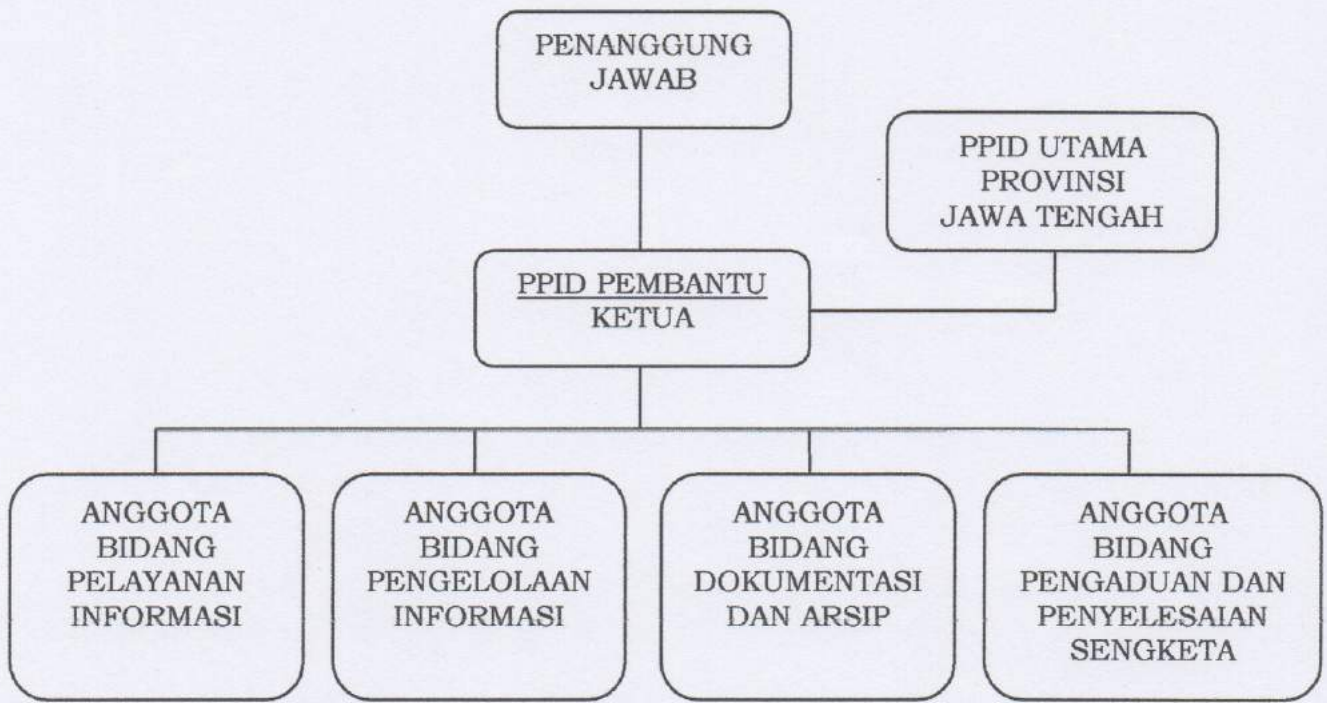 PENANGGUNG
JAWAB
PPID UTAMA
PROVINSI
JAWA TENGAH
PPID PEMBANTU
KETUA
ANGGOTA
BIDANG
PELAYANAN
INFORMASI
ANGGOTA
BIDANG
PENGELOLAAN
INFORMASI
ANGGOTA
BIDANG
DOKUMENTASI
DAN ARSIP
ANGGOTA
BIDANG
PENGADUAN DAN
PENYELESAIAN
SENGKETA